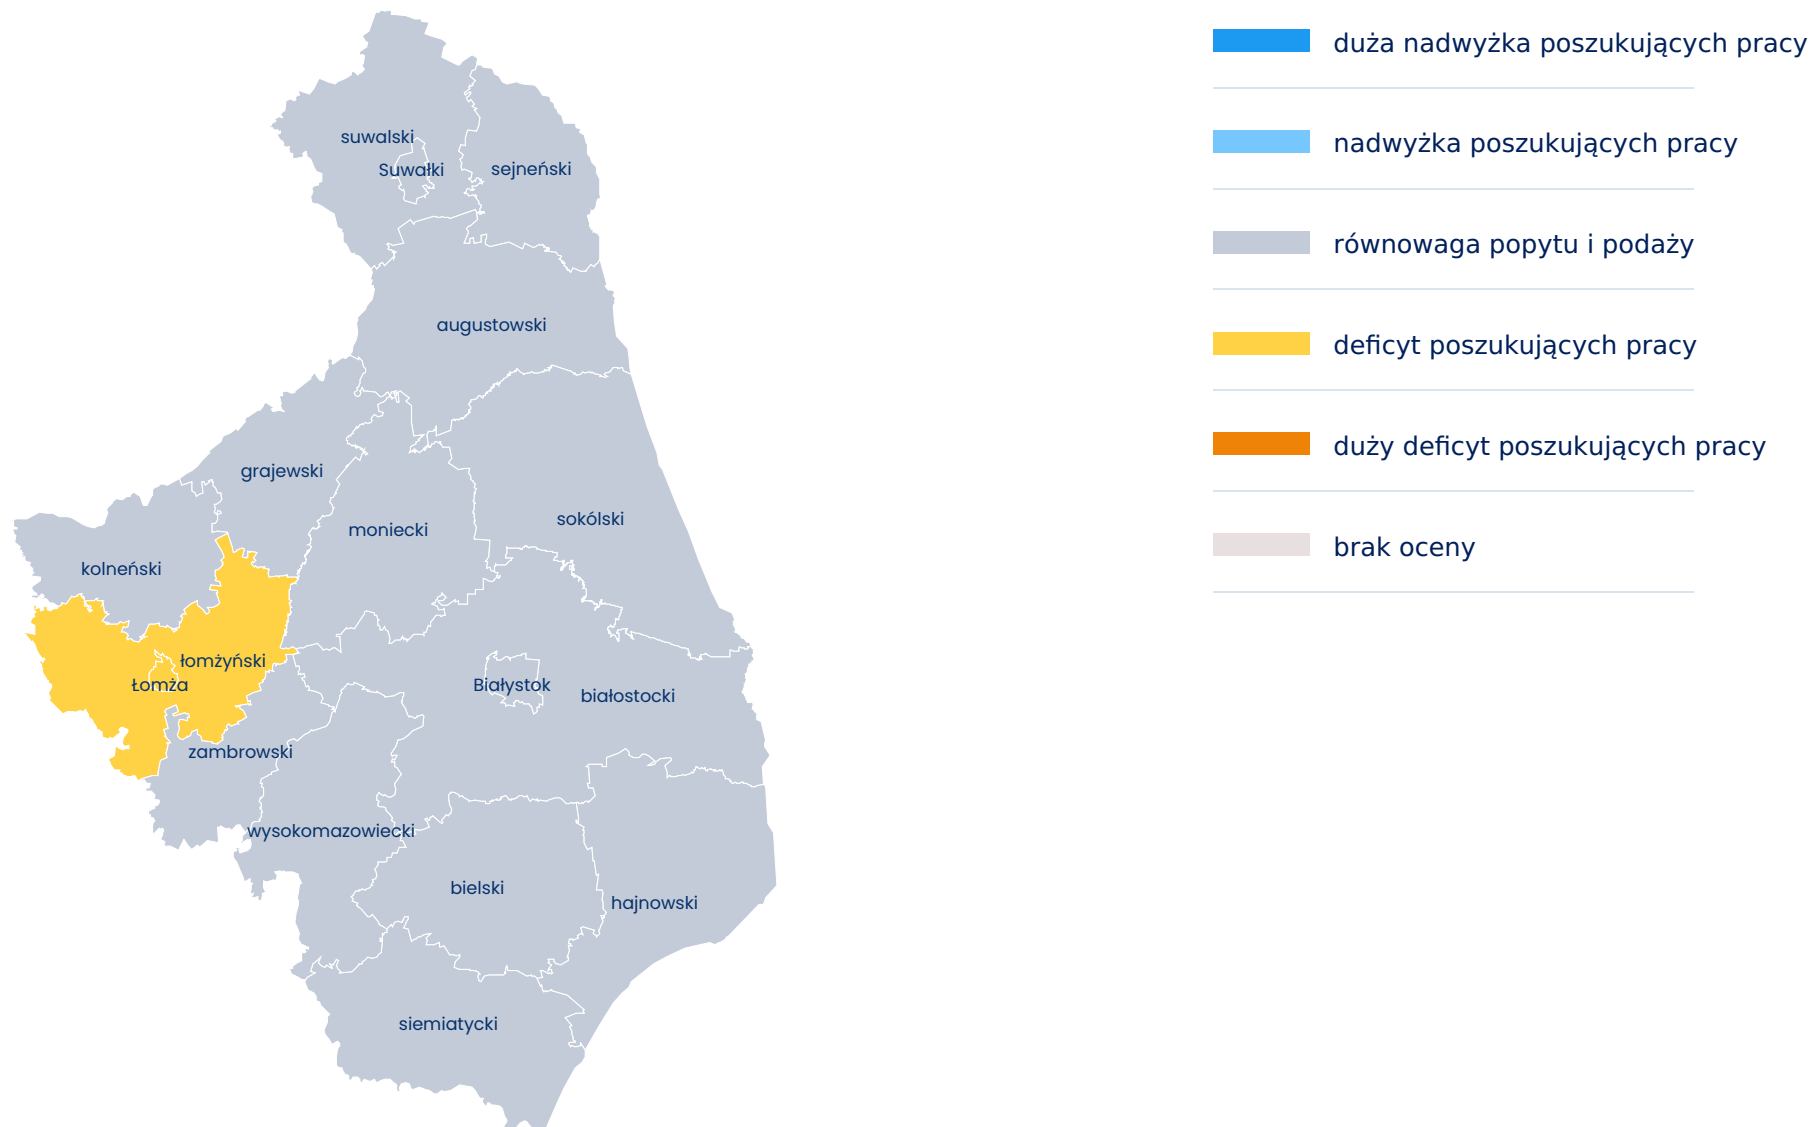 suwalski
Suwałki
sejneński
augustowski
grajewski
moniecki
sokólski
kolneński
łomżyński
Łomża
Białystok
białostocki
zambrowski
wysokomazowiecki
bielski
hajnowski
siemiatycki
duża nadwyżka poszukujących pracy
nadwyżka poszukujących pracy
równowaga popytu i podaży
deficyt poszukujących pracy
duży deficyt poszukujących pracy
brak oceny